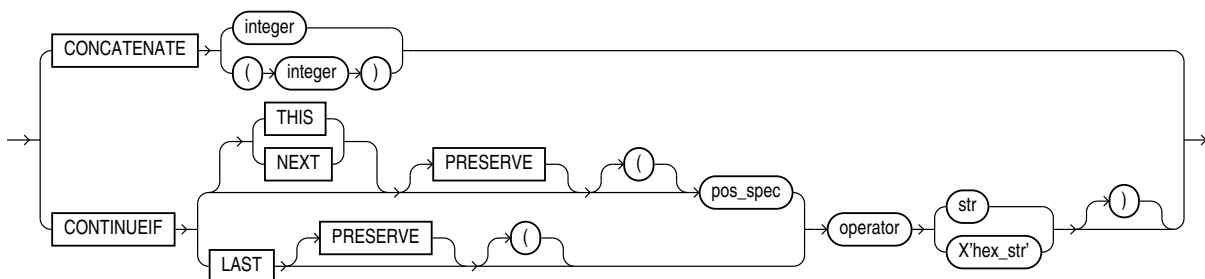 integer
CONCATENATE
( integer )
THIS
NEXT PRESERVE (
pos_spec
str
CONTINUEIF operator )
PRESERVE ( X'hex_str'
LAST